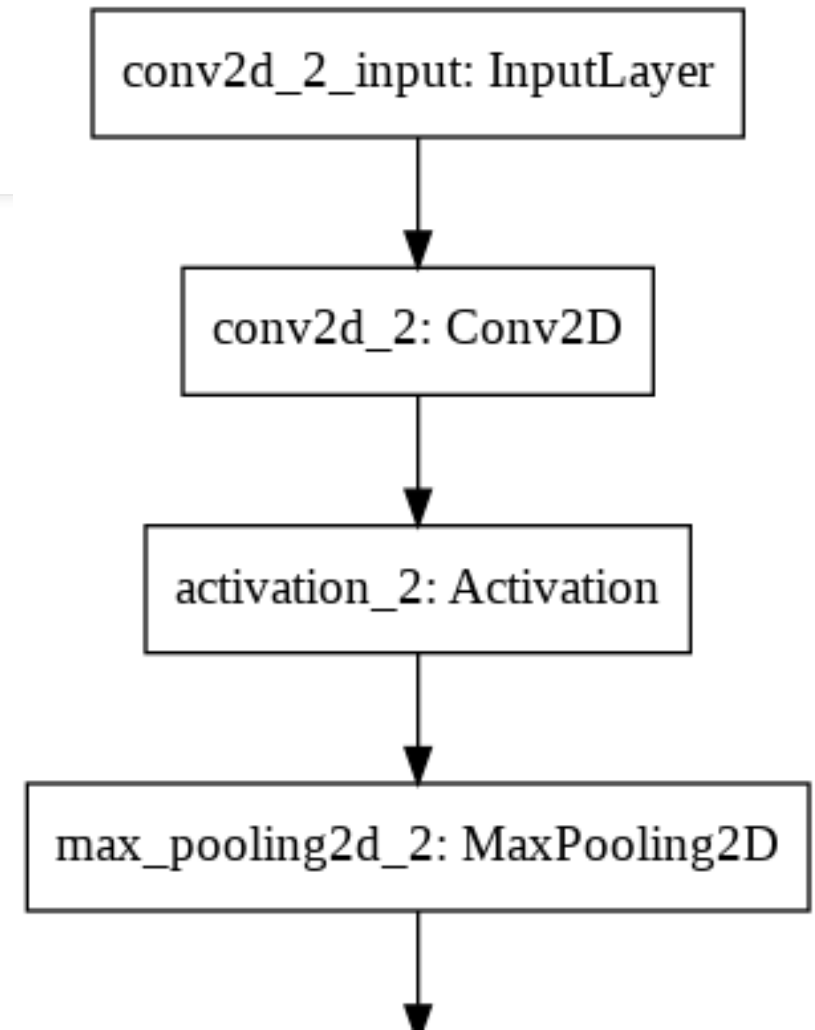 conv2d_2_input: InputLayer
conv2d_2: Conv2D
activation_2: Activation
max_pooling2d_2: MaxPooling2D